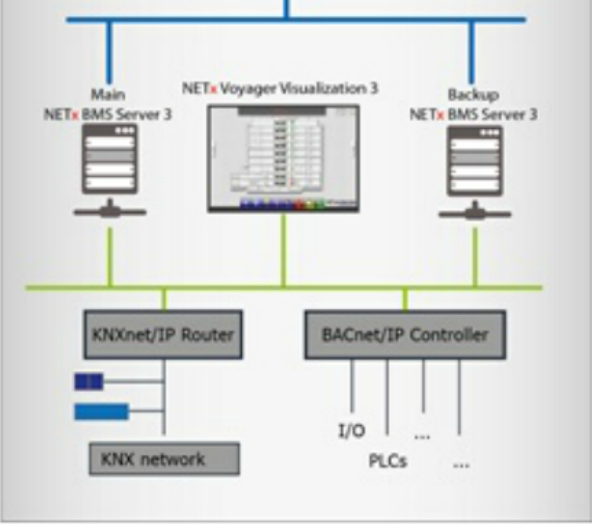 NETx Voyager Visualization 3
Main
NETx BMS Server 3
Backup
NETx BMS Server 3
KNXnet/IP Router
BACnet/IP Controller
I/O
...
PLCs
...
KNX network